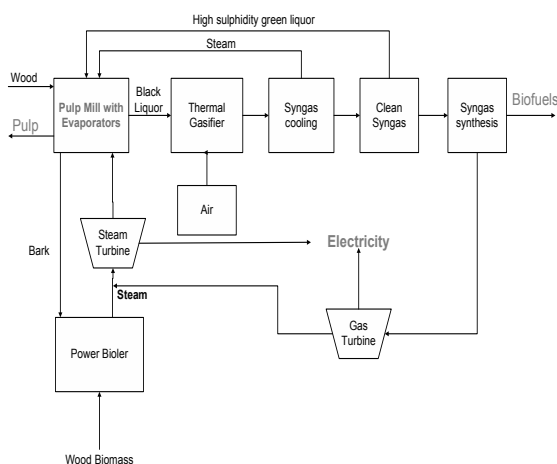 High sulphidity green liquor
Steam
Wood
Black
Liquor
Pulp Mill with
Evaporators
Thermal
Gasifier
Syngas
cooling
Clean
Syngas
Syngas
synthesis
Biofuels
Pulp
Air
Steam
Turbine
Electricity
Bark
Steam
Gas
Turbine
Power Bioler
Wood Biomass